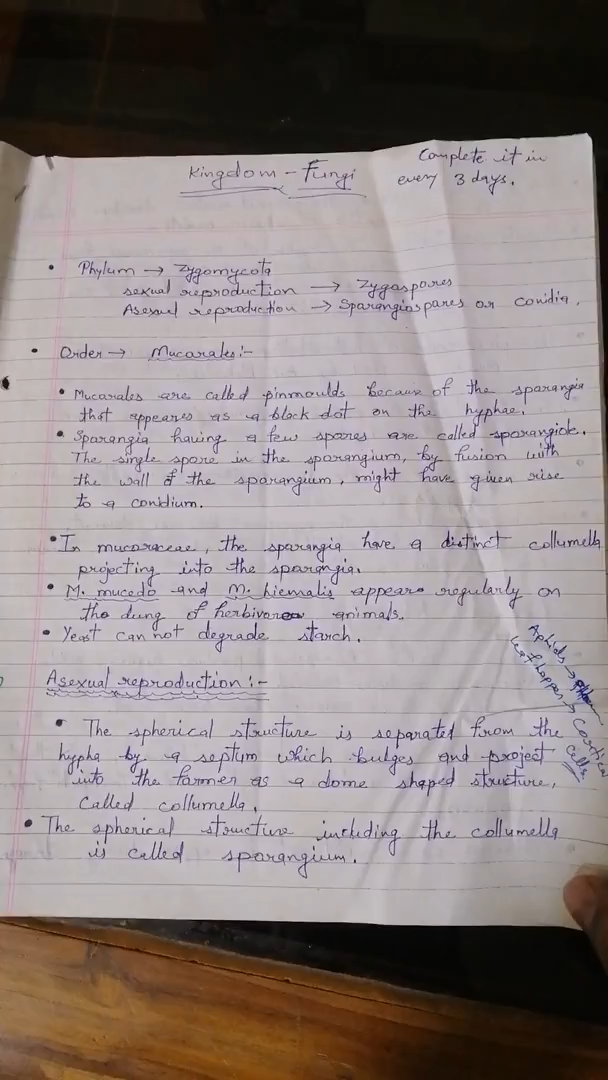 Kingdom - Fungi
Complete it in
every 3 days.
• Phylum → Zygomycota
sexual reproduction → Zygospores
Asexual reproduction → Sporangiospores or conidia.
• Order → Mucorales:-
• Mucorales are called pinmoulds because of the sporangia
that appears as a black dot on the hyphae.
• Sporangia having a few spores are called sporangiole.
The single spore in the sporangium, by fusion with
the wall of the sporangium, might have given rise
to a conidium.
• In mucoraceae, the sporangia have a distinct collumella
projecting into the sporangia.
• M. mucedo and M. hiemalis appears regularly on
the dung of herbivores animals.
• Yeast can not degrade starch.
Aphids →
Leaf hopper → Cortical
cells
Asexual reproduction:-
• The spherical structure is separated from the
hypha by a septum which bulges and project
into the farmer as a dome shaped structure,
called collumella.
• The spherical structure including the collumella
is called sporangium.